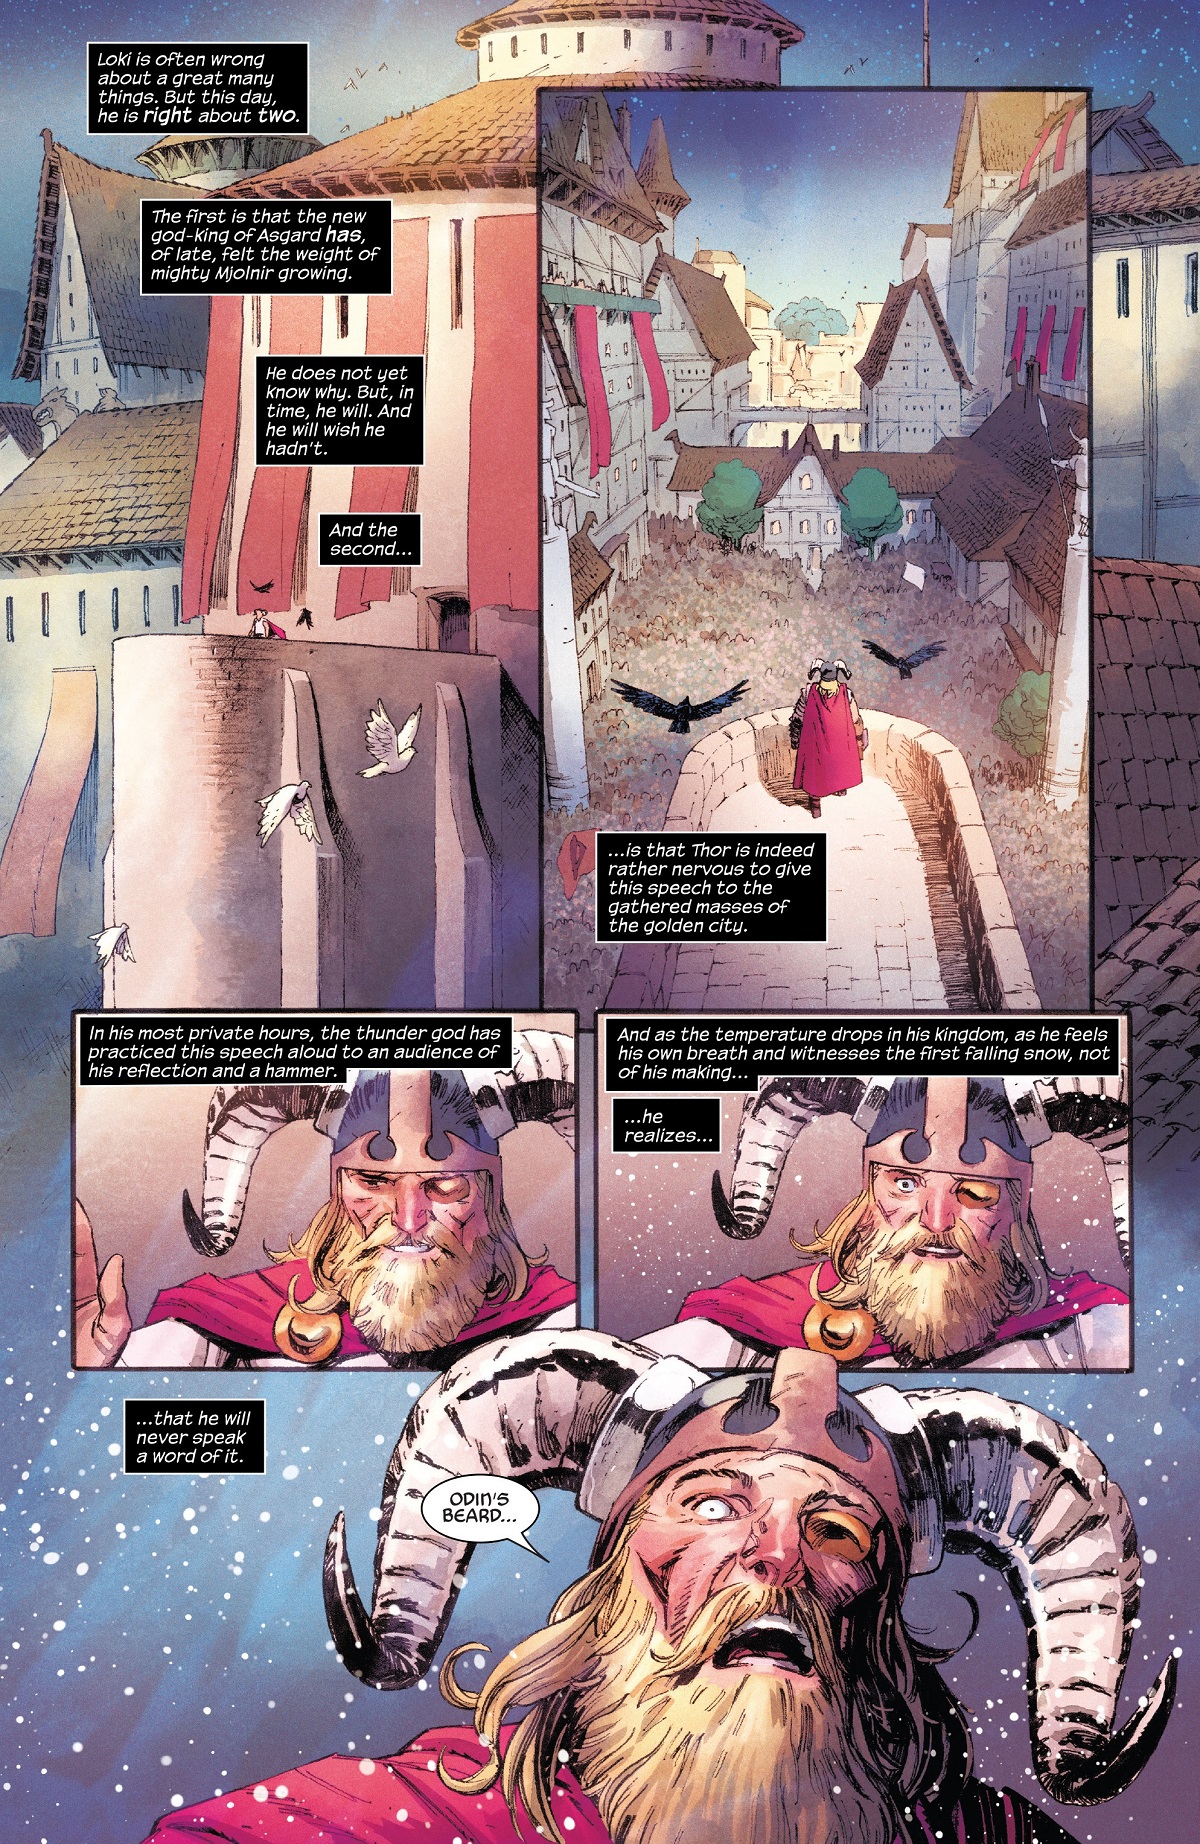 Loki is often wrong
about a great many
things. But this day,
he is right about two.
The first is that the new
god-king of Asgard has,
of late, felt the weight of
mighty Mjolnir growing.
He does not yet
know why. But, in
time, he will. And
he will wish he
hadn't.
And the
second...
...is that Thor is indeed
rather nervous to give
this speech to the
gathered masses of
the golden city.
In his most private hours, the thunder god has
practiced this speech aloud to an audience of
his reflection and a hammer.
And as the temperature drops in his kingdom, as he feels
his own breath and witnesses the first falling snow, not
of his making...
...he
realizes...
...that he will
never speak
a word of it.
ODIN'S
BEARD...